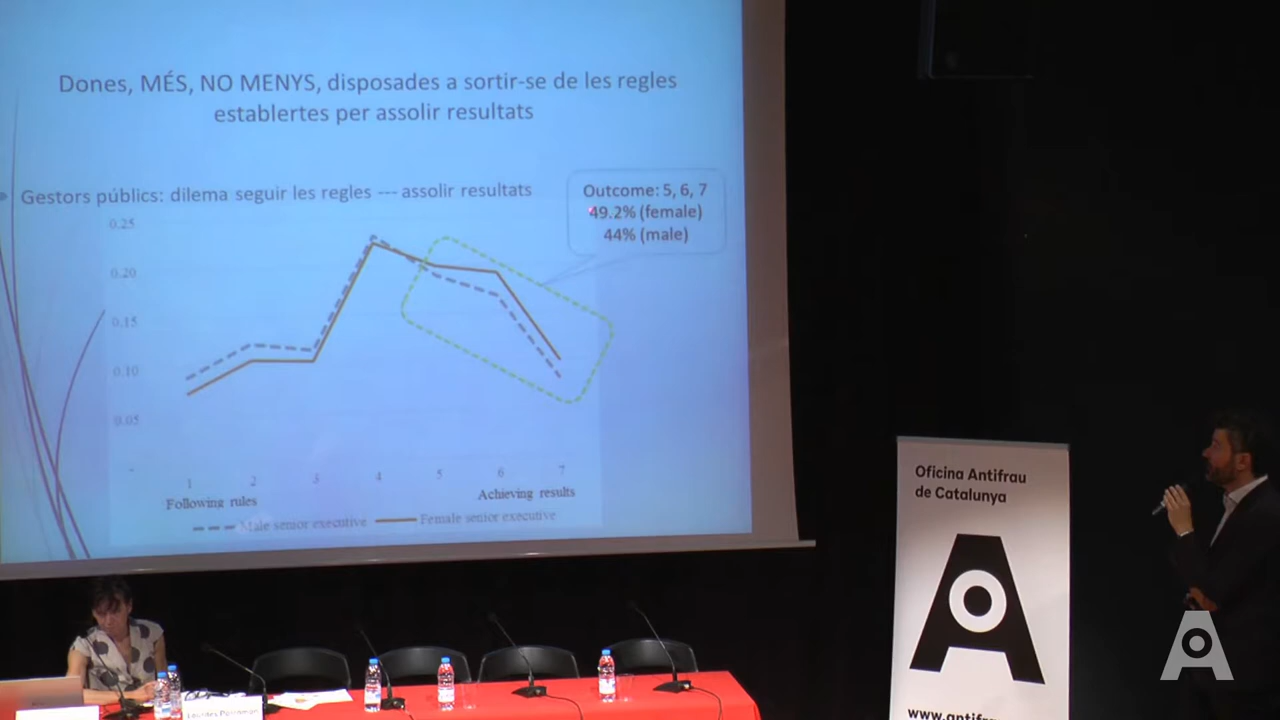 Dones, MÉS, NO MENYS, disposades a sortir-se de les regles
establertes per assolir resultats
Gestors públics: dilema seguir les regles --- assolir resultats
Outcome: 5, 6, 7
49.2% (female)
44% (male)
0.25
0.20
0.15
0.10
0.05
-
1 2 3 4 5 6 7
Following rules Achieving results
Male senior executive Female senior executive
Oficina Antifrau
de Catalunya
Lourdes